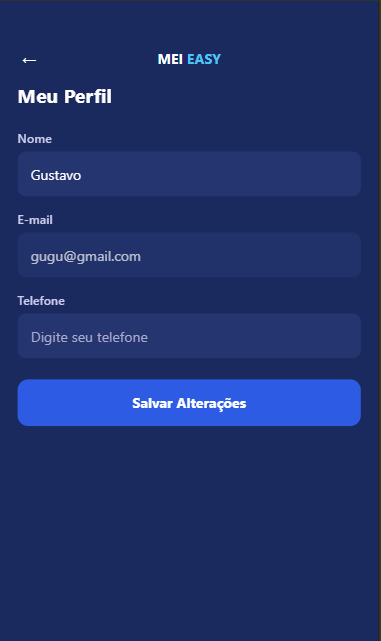 ← MEI EASY
Meu Perfil
Nome
Gustavo
E-mail
gugu@gmail.com
Telefone
Digite seu telefone
Salvar Alterações